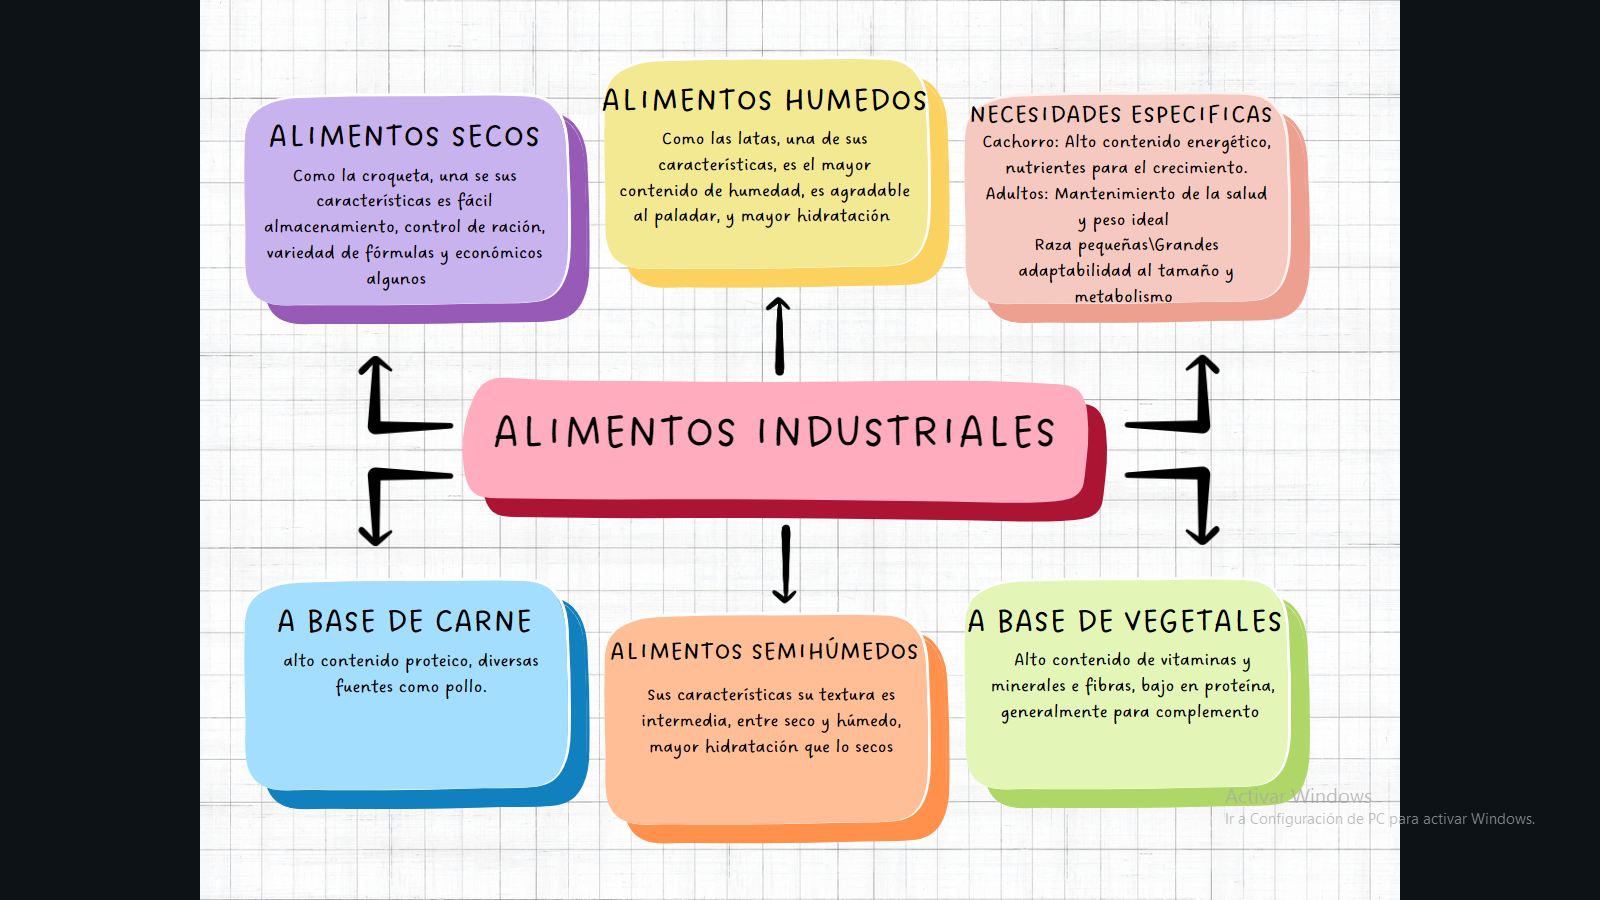 ALIMENTOS SECOS
Como la croqueta, una se sus
características es fácil
almacenamiento, control de ración,
variedad de fórmulas y económicos
algunos
ALIMENTOS HUMEDOS
Como las latas, una de sus
características, es el mayor
contenido de humedad, es agradable
al paladar, y mayor hidratación
NECESIDADES ESPECIFICAS
Cachorro: Alto contenido energético,
nutrientes para el crecimiento.
Adultos: Mantenimiento de la salud
y peso ideal
Raza pequeñas\Grandes
adaptabilidad al tamaño y
metabolismo
ALIMENTOS INDUSTRIALES
A BASE DE CARNE
alto contenido proteico, diversas
fuentes como pollo.
ALIMENTOS SEMIHÚMEDOS
Sus características su textura es
intermedia, entre seco y húmedo,
mayor hidratación que lo secos
A BASE DE VEGETALES
Alto contenido de vitaminas y
minerales e fibras, bajo en proteína,
generalmente para complemento
Activar Windows
Ir a Configuración de PC para activar Windows.